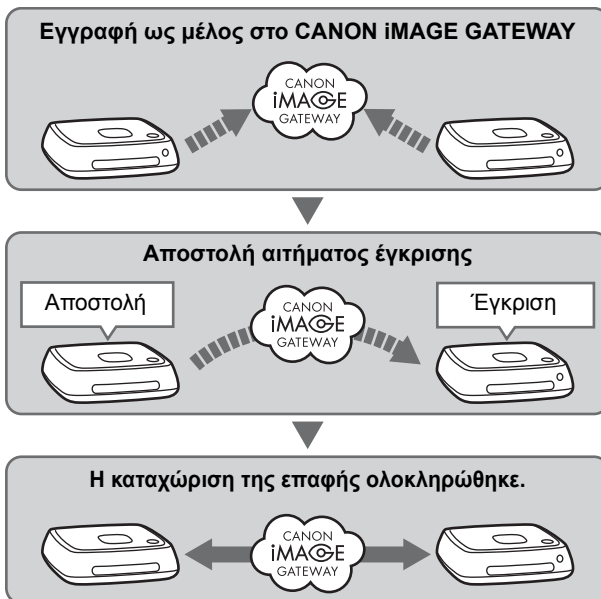 Εγγραφή ως μέλος στο CANON iMAGE GATEWAY
CANON
iMAGE
GATEWAY
Αποστολή αιτήματος έγκρισης
Αποστολή
CANON
iMAGE
GATEWAY
Έγκριση
Η καταχώριση της επαφής ολοκληρώθηκε.
CANON
iMAGE
GATEWAY